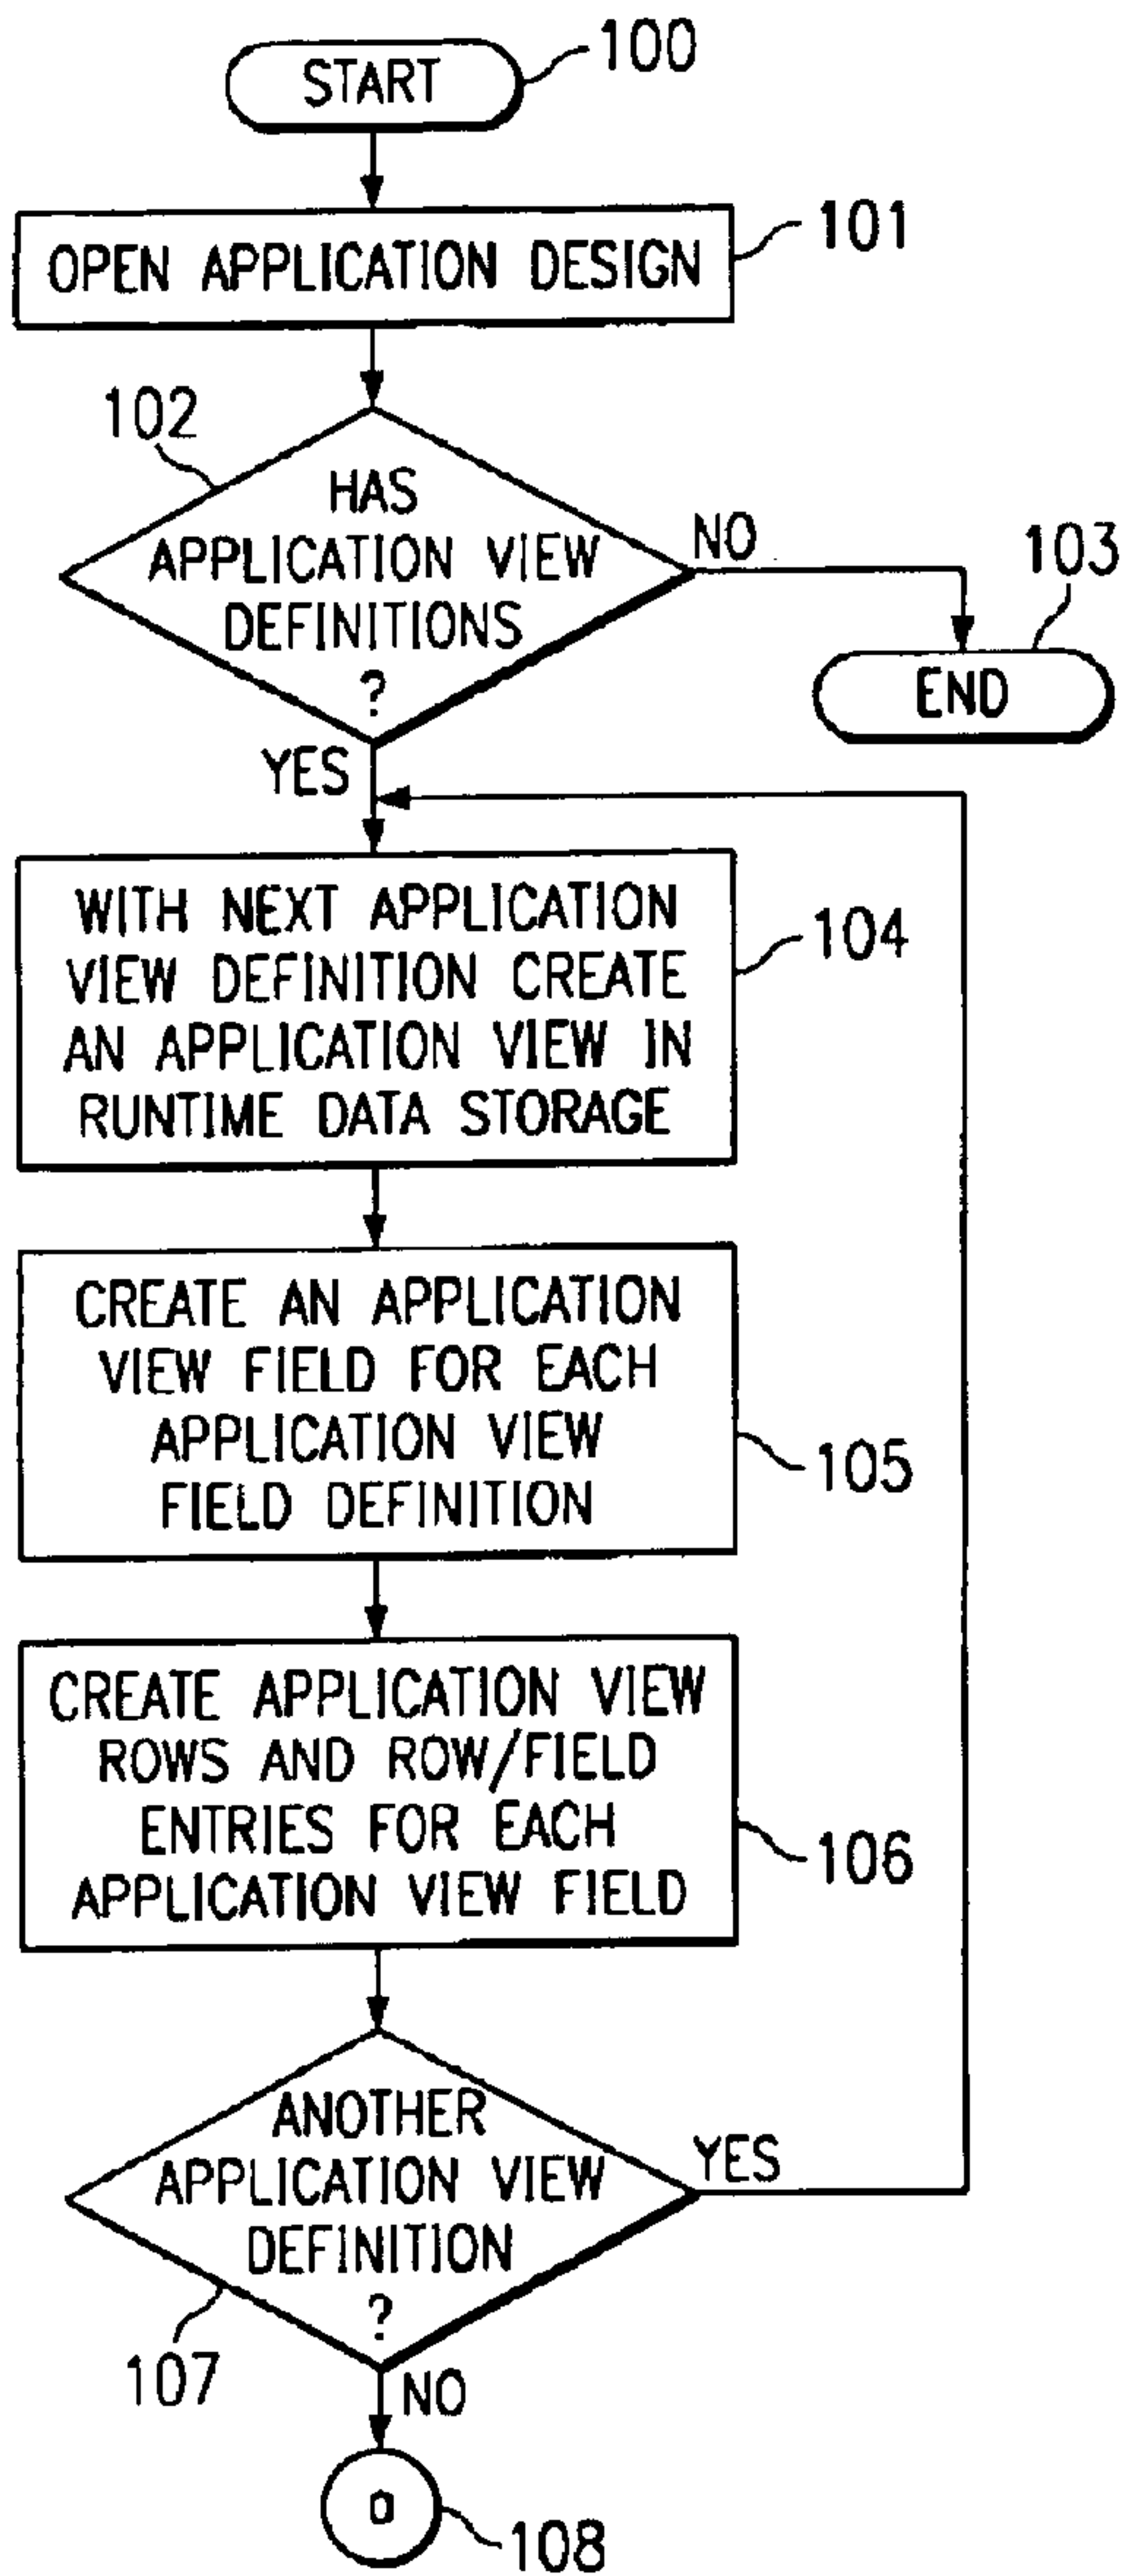 START
100
OPEN APPLICATION DESIGN
101
102
HAS
APPLICATION VIEW
DEFINITIONS
?
NO
103
END
YES
WITH NEXT APPLICATION
VIEW DEFINITION CREATE
AN APPLICATION VIEW IN
RUNTIME DATA STORAGE
104
CREATE AN APPLICATION
VIEW FIELD FOR EACH
APPLICATION VIEW
FIELD DEFINITION
105
CREATE APPLICATION VIEW
ROWS AND ROW/FIELD
ENTRIES FOR EACH
APPLICATION VIEW FIELD
106
ANOTHER
APPLICATION VIEW
DEFINITION
?
YES
107
NO
108